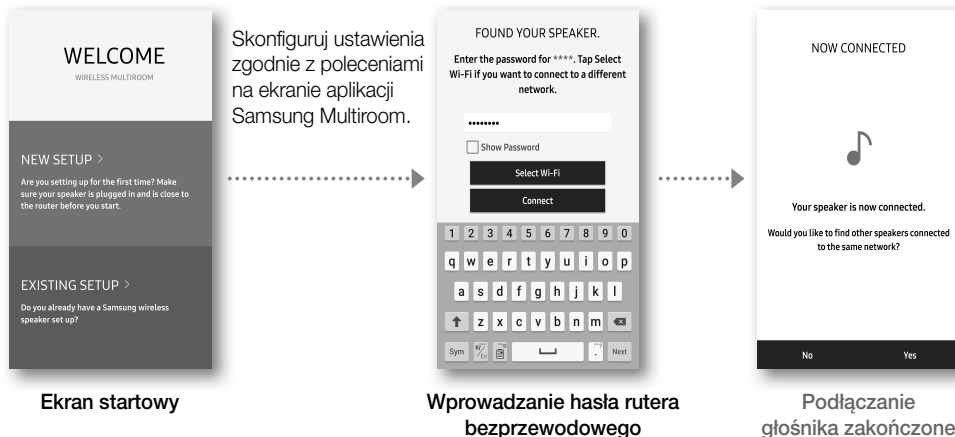 WELCOME
WIRELESS MULTIROOM
NEW SETUP >
Are you setting up for the first time? Make
sure your speaker is plugged in and is close to
the router before you start.
EXISTING SETUP >
Do you already have a Samsung wireless
speaker set up?
Ekran startowy
Skonfiguruj ustawienia
zgodnie z poleceniami
na ekranie aplikacji
Samsung Multiroom.
FOUND YOUR SPEAKER.
Enter the password for ****. Tap Select
Wi-Fi if you want to connect to a different
network.
••••••••
Show Password
Select Wi-Fi
Connect
1 2 3 4 5 6 7 8 9 0
q w e r t y u i o p
a s d f g h j k l
z x c v b n m
Sym En . Next
Wprowadzanie hasła rutera
bezprzewodowego
NOW CONNECTED
Your speaker is now connected.
Would you like to find other speakers connected
to the same network?
No Yes
Podłączanie
głośnika zakończone